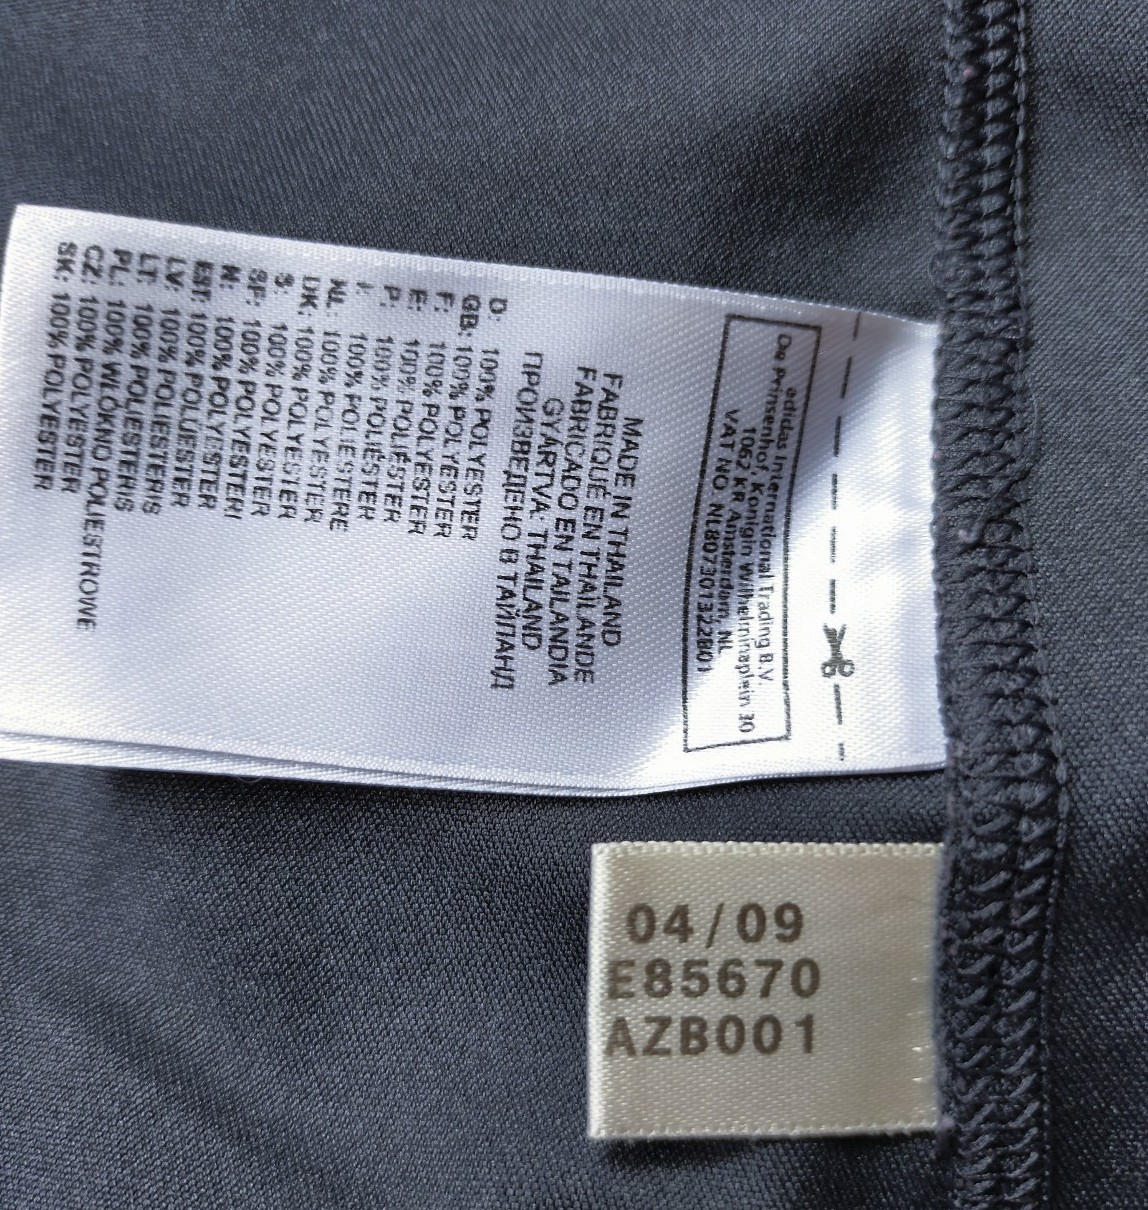 adidas International Trading B.V.
De Prinsenhof, Koningin Wilhelminaplein 30
1062 KR Amsterdam, NL
VAT NO. NL807301322B01
MADE IN THAILAND
FABRIQUÉ EN THAÏLANDE
FABRICADO EN TAILANDIA
GYÁRTVA: THAILAND
ПРОИЗВЕДЕНО В ТАЙЛАНД
D: 100% POLYESTER
GB: 100% POLYESTER
F: 100% POLYESTER
E: 100% POLIÉSTER
P: 100% POLIÉSTER
I: 100% POLIESTERE
NL: 100% POLYESTER
DK: 100% POLYESTER
S: 100% POLYESTER
SF: 100% POLYESTERI
N: 100% POLYESTER
EST: 100% POLÜESTER
LV: 100% POLIESTERIS
LT: 100% POLIESTERIS
PL: 100% WŁÓKNO POLIESTROWE
CZ: 100% POLYESTER
SK: 100% POLYESTER
04/09
E85670
AZB001